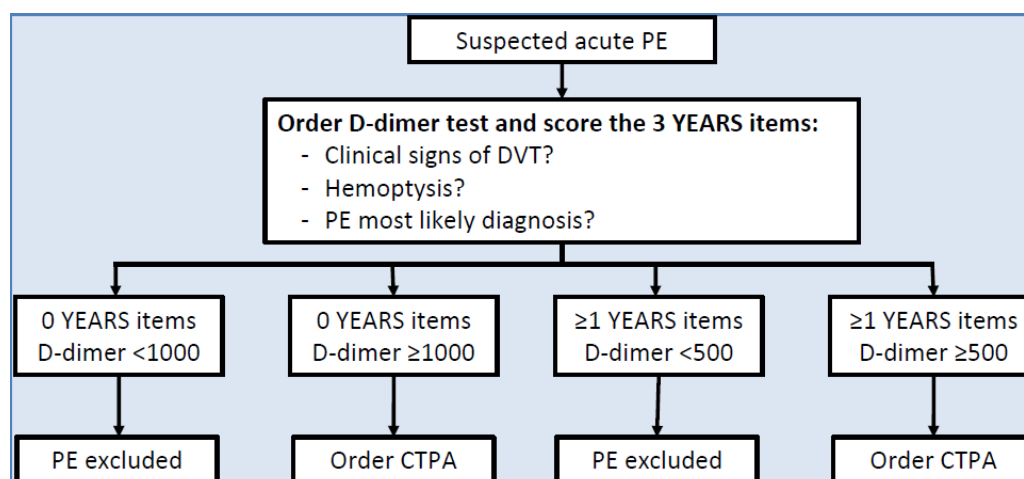 Suspected acute PE
Order D-dimer test and score the 3 YEARS items:
- Clinical signs of DVT?
- Hemoptysis?
- PE most likely diagnosis?
0 YEARS items
D-dimer <1000
0 YEARS items
D-dimer ≥1000
≥1 YEARS items
D-dimer <500
≥1 YEARS items
D-dimer ≥500
PE excluded
Order CTPA
PE excluded
Order CTPA